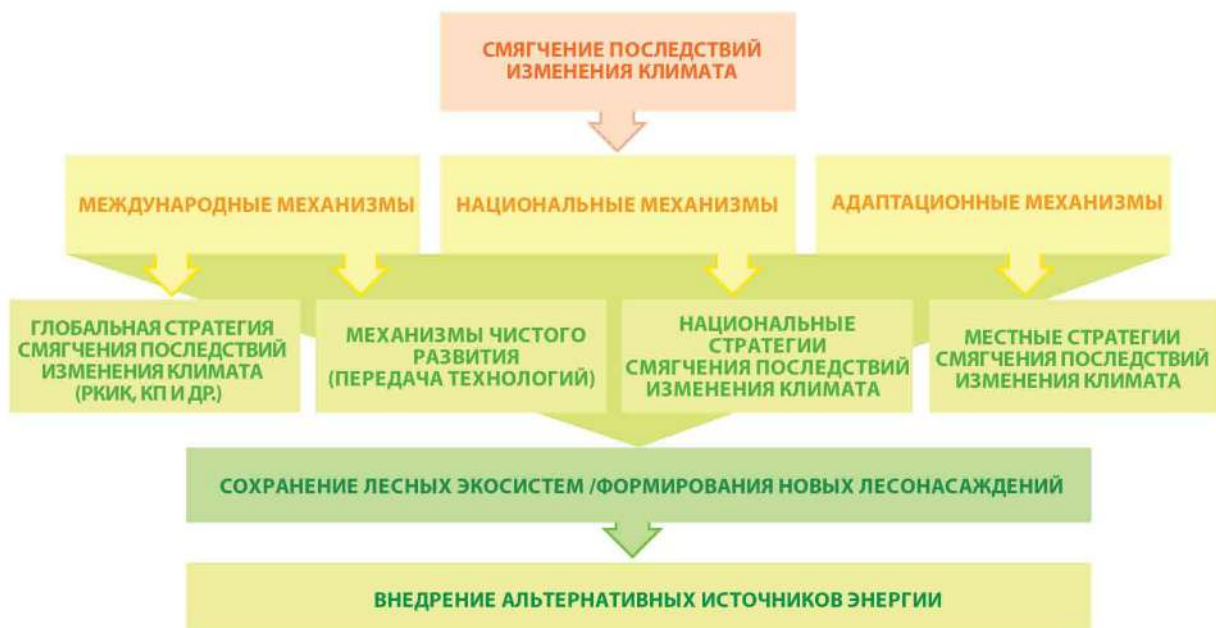 СМЯГЧЕНИЕ ПОСЛЕДСТВИЙ
ИЗМЕНЕНИЯ КЛИМАТА
МЕЖДУНАРОДНЫЕ МЕХАНИЗМЫ
НАЦИОНАЛЬНЫЕ МЕХАНИЗМЫ
АДАПТАЦИОННЫЕ МЕХАНИЗМЫ
ГЛОБАЛЬНАЯ СТРАТЕГИЯ
СМЯГЧЕНИЯ ПОСЛЕДСТВИЙ
ИЗМЕНЕНИЯ КЛИМАТА
(РКИК, КП И ДР.)
МЕХАНИЗМЫ ЧИСТОГО
РАЗВИТИЯ
(ПЕРЕДАЧА ТЕХНОЛОГИЙ)
НАЦИОНАЛЬНЫЕ
СТРАТЕГИИ
СМЯГЧЕНИЯ ПОСЛЕДСТВИЙ
ИЗМЕНЕНИЯ КЛИМАТА
МЕСТНЫЕ СТРАТЕГИИ
СМЯГЧЕНИЯ ПОСЛЕДСТВИЙ
ИЗМЕНЕНИЯ КЛИМАТА
СОХРАНЕНИЕ ЛЕСНЫХ ЭКОСИСТЕМ /ФОРМИРОВАНИЯ НОВЫХ ЛЕСОНАСАЖДЕНИЙ
ВНЕДРЕНИЕ АЛЬТЕРНАТИВНЫХ ИСТОЧНИКОВ ЭНЕРГИИ